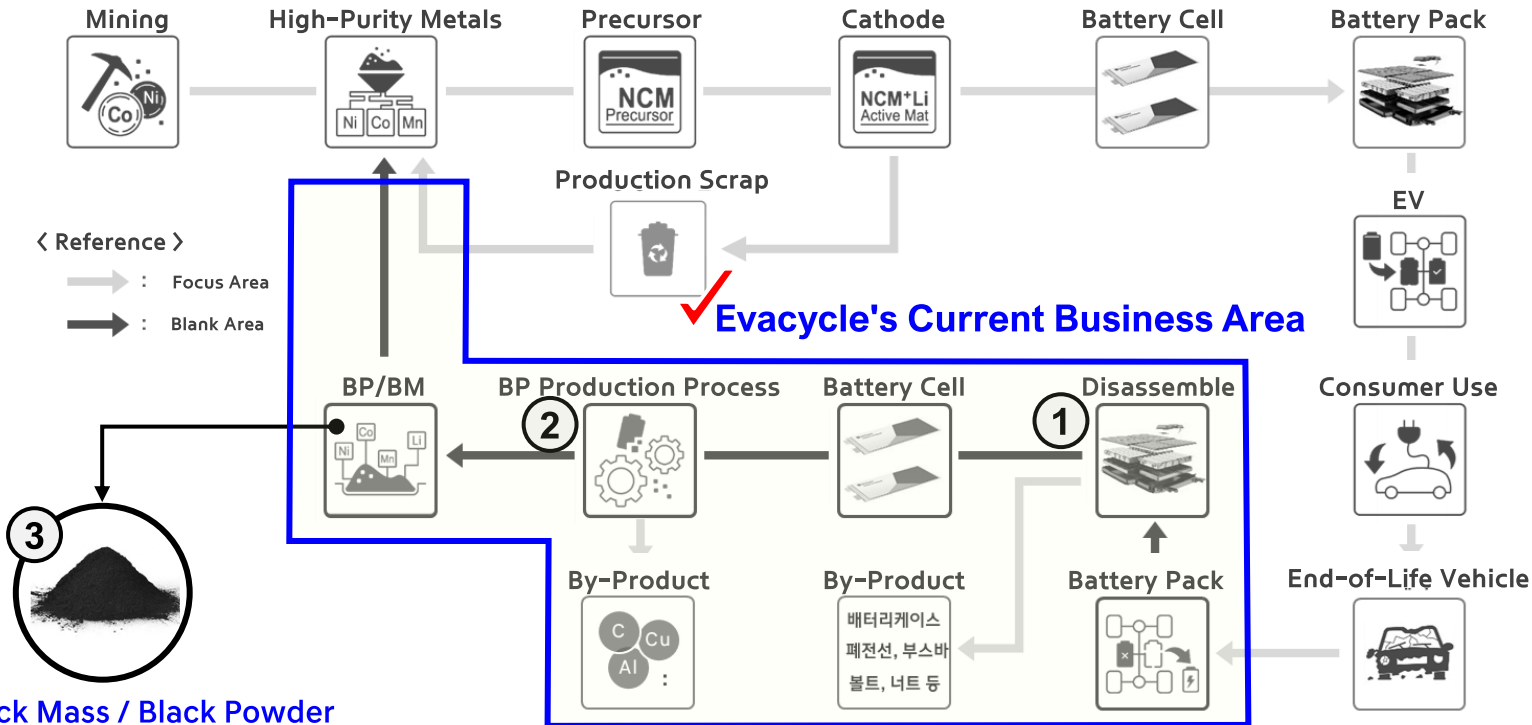 Mining
High-Purity Metals
Precursor
Cathode
Battery Cell
Battery Pack
Co
Ni
Ni Co Mn
NCM
Precursor
NCM+Li
Active Mat
Production Scrap
EV
< Reference >
: Focus Area
: Blank Area
Evacycle's Current Business Area
BP/BM
BP Production Process
Battery Cell
Disassemble
Consumer Use
2
1
Co
Ni
Li
Mn
3
By-Product
By-Product
Battery Pack
End-of-Life Vehicle
C
Cu
Al
:
배터리케이스
폐전선, 부스바
볼트, 너트 등
ck Mass / Black Powder